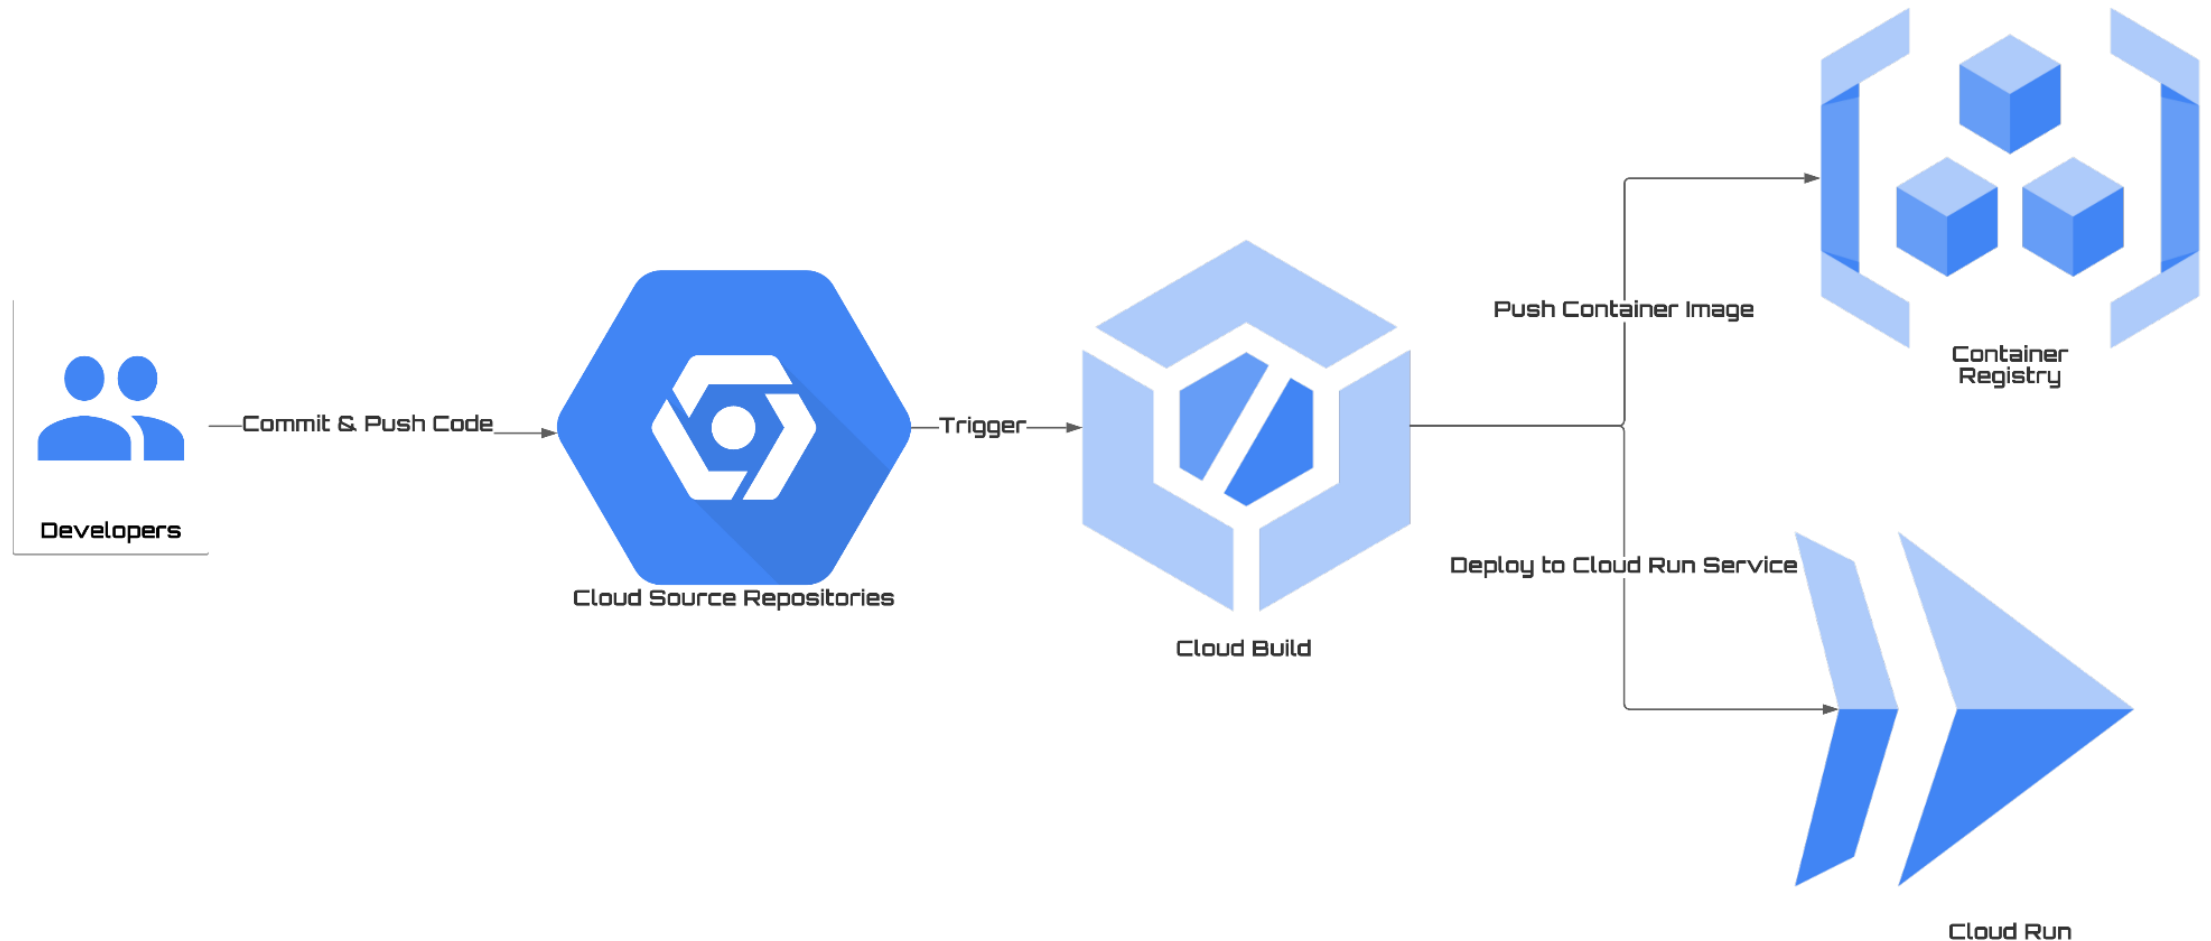 Developers
Commit & Push Code
Cloud Source Repositories
Trigger
Cloud Build
Push Container Image
Container
Registry
Deploy to Cloud Run Service
Cloud Run